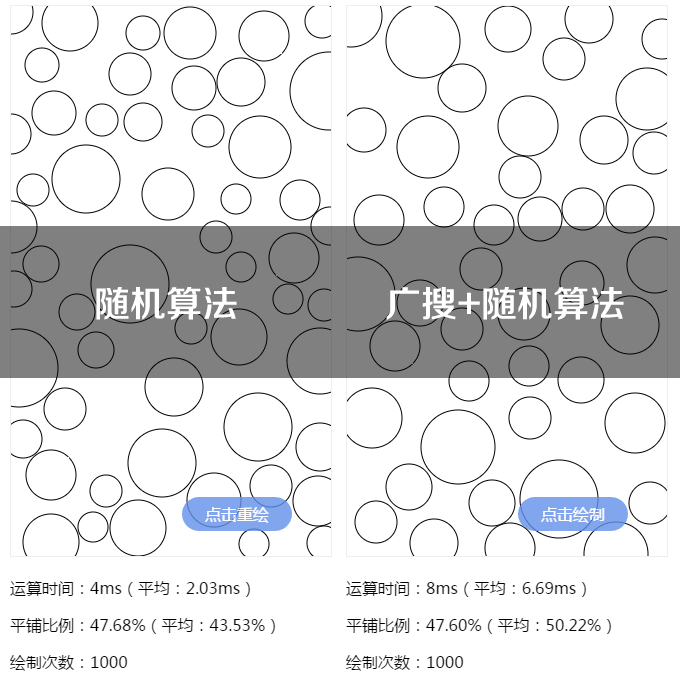 随机算法
点击重绘
运算时间：4ms（平均：2.03ms）
平铺比例：47.68%（平均：43.53%）
绘制次数：1000
广搜+随机算法
点击绘制
运算时间：8ms（平均：6.69ms）
平铺比例：47.60%（平均：50.22%）
绘制次数：1000